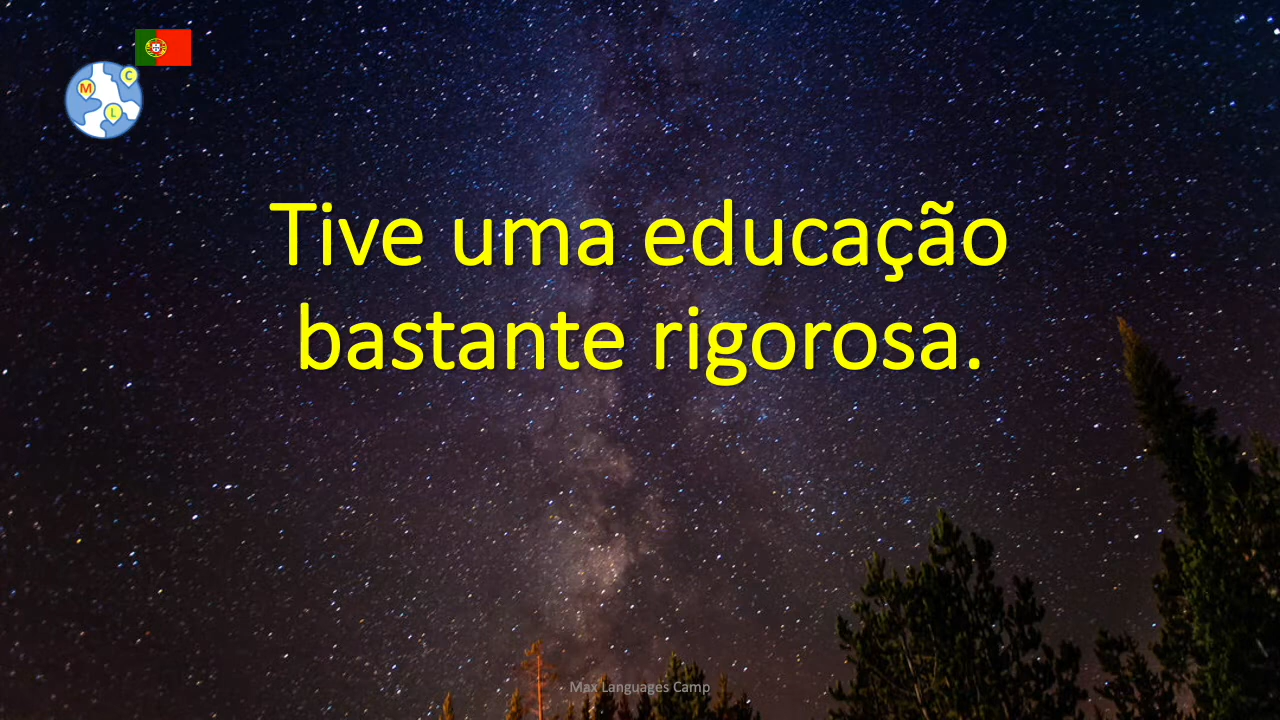 C
M
L
Tive uma educação
bastante rigorosa.
Max Languages Camp